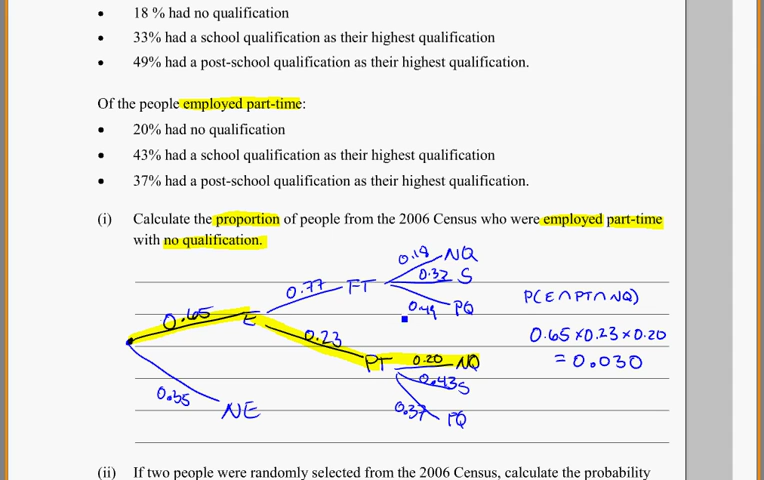 • 18 % had no qualification
• 33% had a school qualification as their highest qualification
• 49% had a post-school qualification as their highest qualification.
Of the people employed part-time:
• 20% had no qualification
• 43% had a school qualification as their highest qualification
• 37% had a post-school qualification as their highest qualification.
(i) Calculate the proportion of people from the 2006 Census who were employed part-time
with no qualification.
0.18 NQ
0.77 FT 0.32 S
0.49 PQ
P(E∩PT∩NQ)
0.65 E
0.23
0.65×0.23×0.20
PT 0.20 NQ
=0.030
0.43 S
0.35 NE
0.37 PQ
(ii) If two people were randomly selected from the 2006 Census, calculate the probability